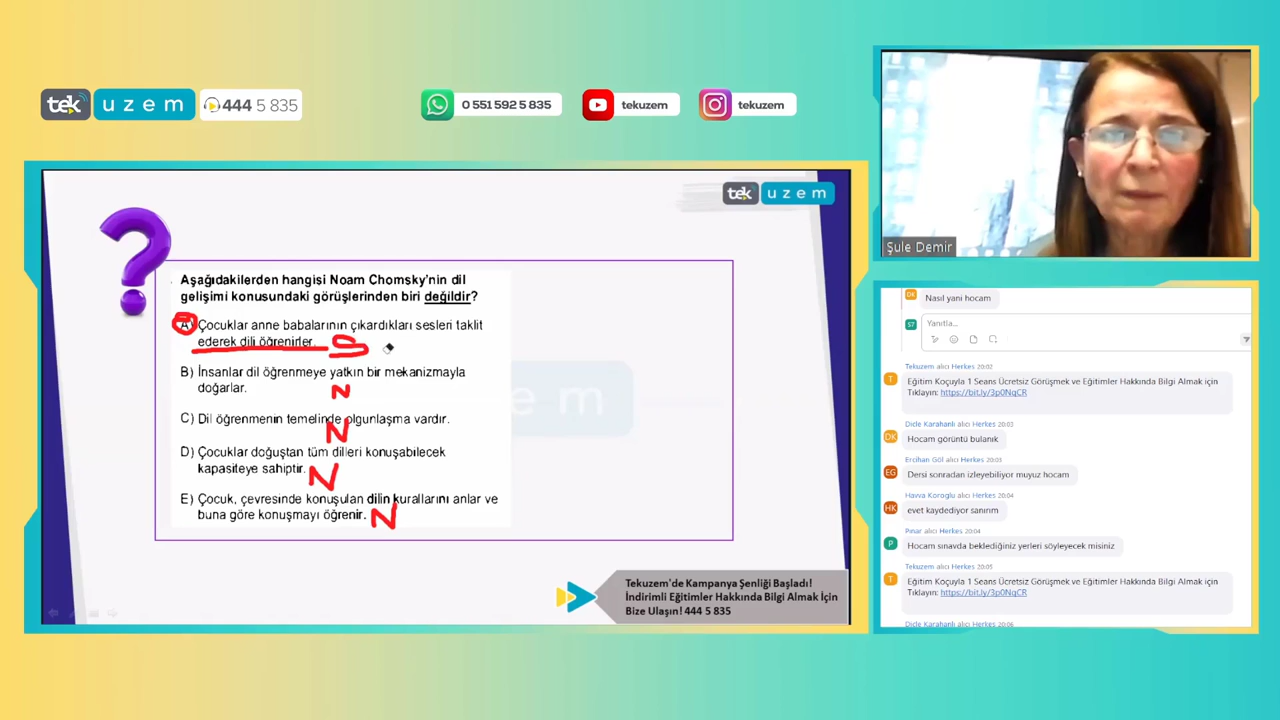 tek uzem 444 5 835
0 551 592 5 835
tekuzem
tekuzem
tek uzem
Aşağıdakilerden hangisi Noam Chomsky'nin dil
gelişimi konusundaki görüşlerinden biri değildir?
A) Çocuklar anne babalarının çıkardıkları sesleri taklit
ederek dili öğrenirler.
B) İnsanlar dil öğrenmeye yatkın bir mekanizmayla
doğarlar.
N
C) Dil öğrenmenin temelinde olgunlaşma vardır.
N
D) Çocuklar doğuştan tüm dilleri konuşabilecek
kapasiteye sahiptir.
N
E) Çocuk, çevresinde konuşulan dilin kurallarını anlar ve
buna göre konuşmayı öğrenir.
N
Tekuzem'de Kampanya Şenliği Başladı!
İndirimli Eğitimler Hakkında Bilgi Almak İçin
Bize Ulaşın! 444 5 835
Şule Demir
DK Nasıl yani hocam
Yanıtla...
Tekuzem alıcı Herkes 20:02
T Eğitim Koçuyla 1 Seans Ücretsiz Görüşmek ve Eğitimler Hakkında Bilgi Almak için
Tıklayın: https://bit.ly/3p0NqCR
Dicle Karahanlı alıcı Herkes 20:03
DK Hocam görüntü bulanık
Ercihan Göl alıcı Herkes 20:03
EG Dersi sonradan izleyebiliyor muyuz hocam
Havva Koroglu alıcı Herkes 20:04
HK evet kaydediyor sanırım
Pınar alıcı Herkes 20:04
P Hocam sınavda beklediğiniz yerleri söyleyecek misiniz
Tekuzem alıcı Herkes 20:05
T Eğitim Koçuyla 1 Seans Ücretsiz Görüşmek ve Eğitimler Hakkında Bilgi Almak için
Tıklayın: https://bit.ly/3p0NqCR
Dicle Karahanlı alıcı Herkes 20:06